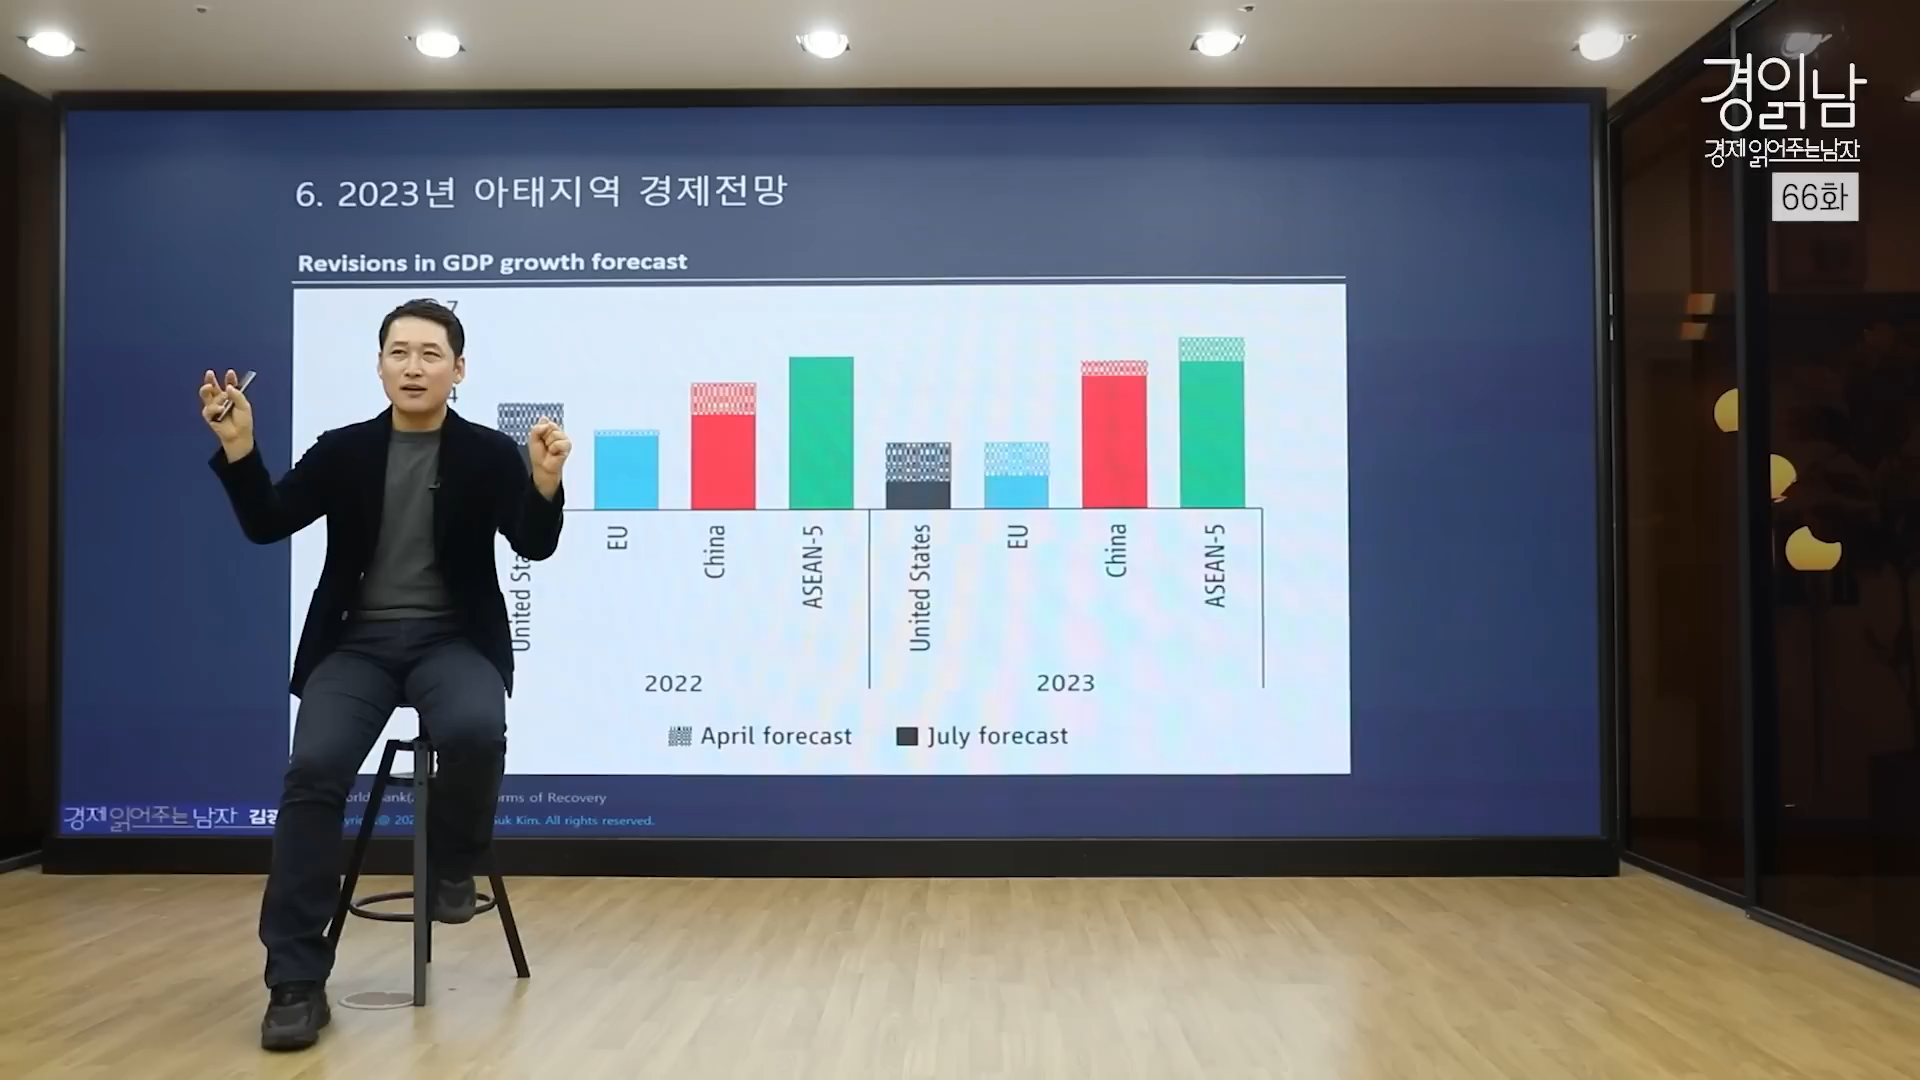 경읽남
경제 읽어주는남자
66화
6. 2023년 아태지역 경제전망
Revisions in GDP growth forecast
7
4
United
EU
China
ASEAN-5
United States
EU
China
ASEAN-5
2022
2023
April forecast
July forecast
of Recovery
Kim. All rights reserved.
경제 읽어주는 남자